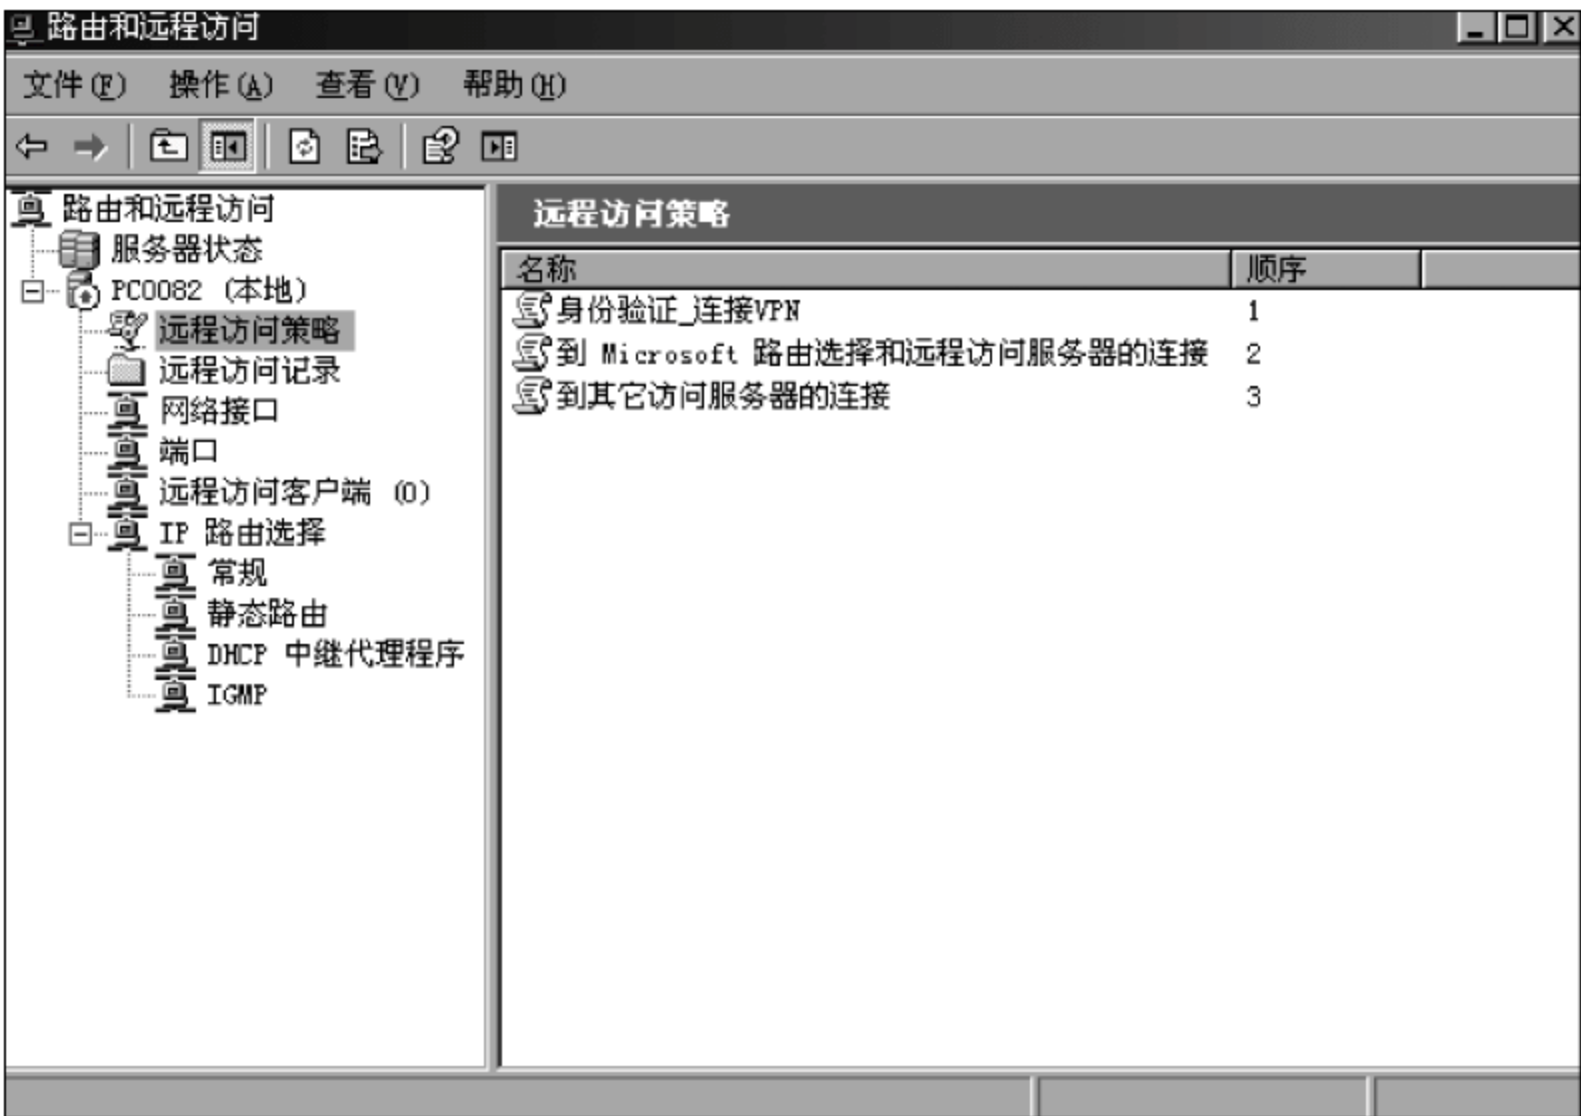 路由和远程访问
文件(F) 操作(A) 查看(V) 帮助(H)
路由和远程访问
服务器状态
PC0082 (本地)
远程访问策略
远程访问记录
网络接口
端口
远程访问客户端 (0)
IP 路由选择
常规
静态路由
DHCP 中继代理程序
IGMP
远程访问策略
名称 顺序
身份验证_连接VPN 1
到 Microsoft 路由选择和远程访问服务器的连接 2
到其它访问服务器的连接 3